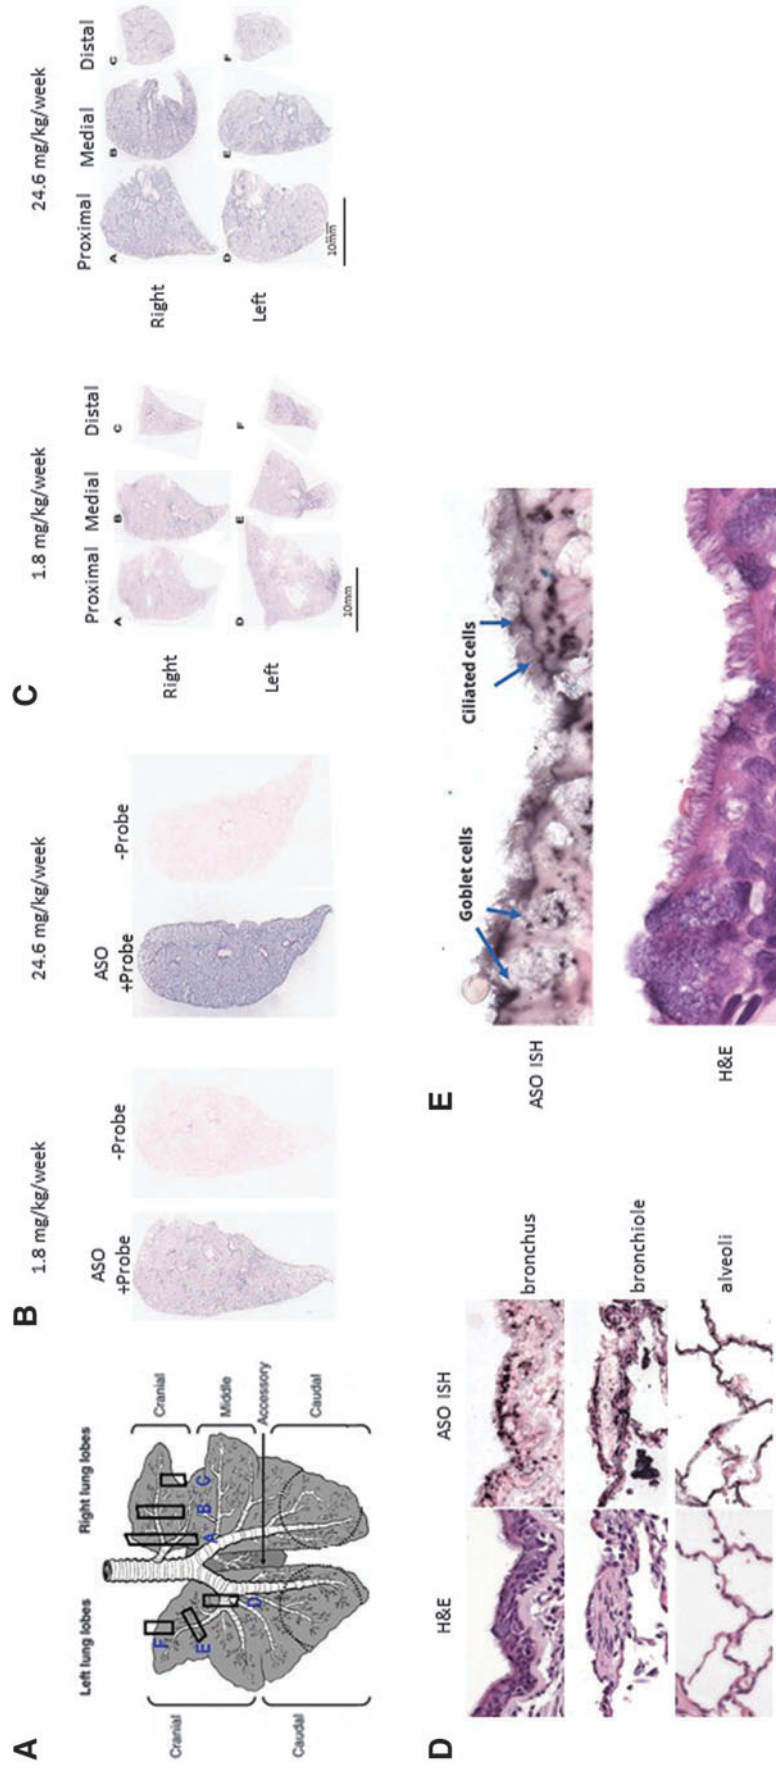 A
Left lung lobes
Right lung lobes
Cranial
Caudal
Cranial
Middle
Accessory
Caudal
F
E
D
A
B
C
B
1.8 mg/kg/week
24.6 mg/kg/week
ASO
+Probe
-Probe
ASO
+Probe
-Probe
C
1.8 mg/kg/week
24.6 mg/kg/week
Proximal
Medial
Distal
Right
Left
A
B
C
D
E
F
10mm
Proximal
Medial
Distal
Right
Left
A
B
C
D
E
F
10mm
D
H&E
ASO ISH
bronchus
bronchiole
alveoli
E
ASO ISH
Goblet cells
Ciliated cells
H&E